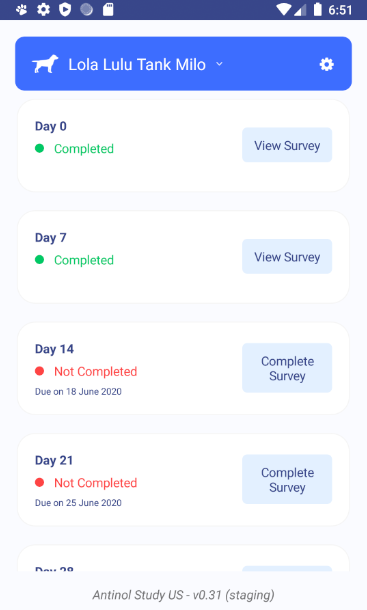 6:51
Lola Lulu Tank Milo
Day 0
Completed
View Survey
Day 7
Completed
View Survey
Day 14
Not Completed
Due on 18 June 2020
Complete
Survey
Day 21
Not Completed
Due on 25 June 2020
Complete
Survey
Day 28
Antinol Study US - v0.31 (staging)